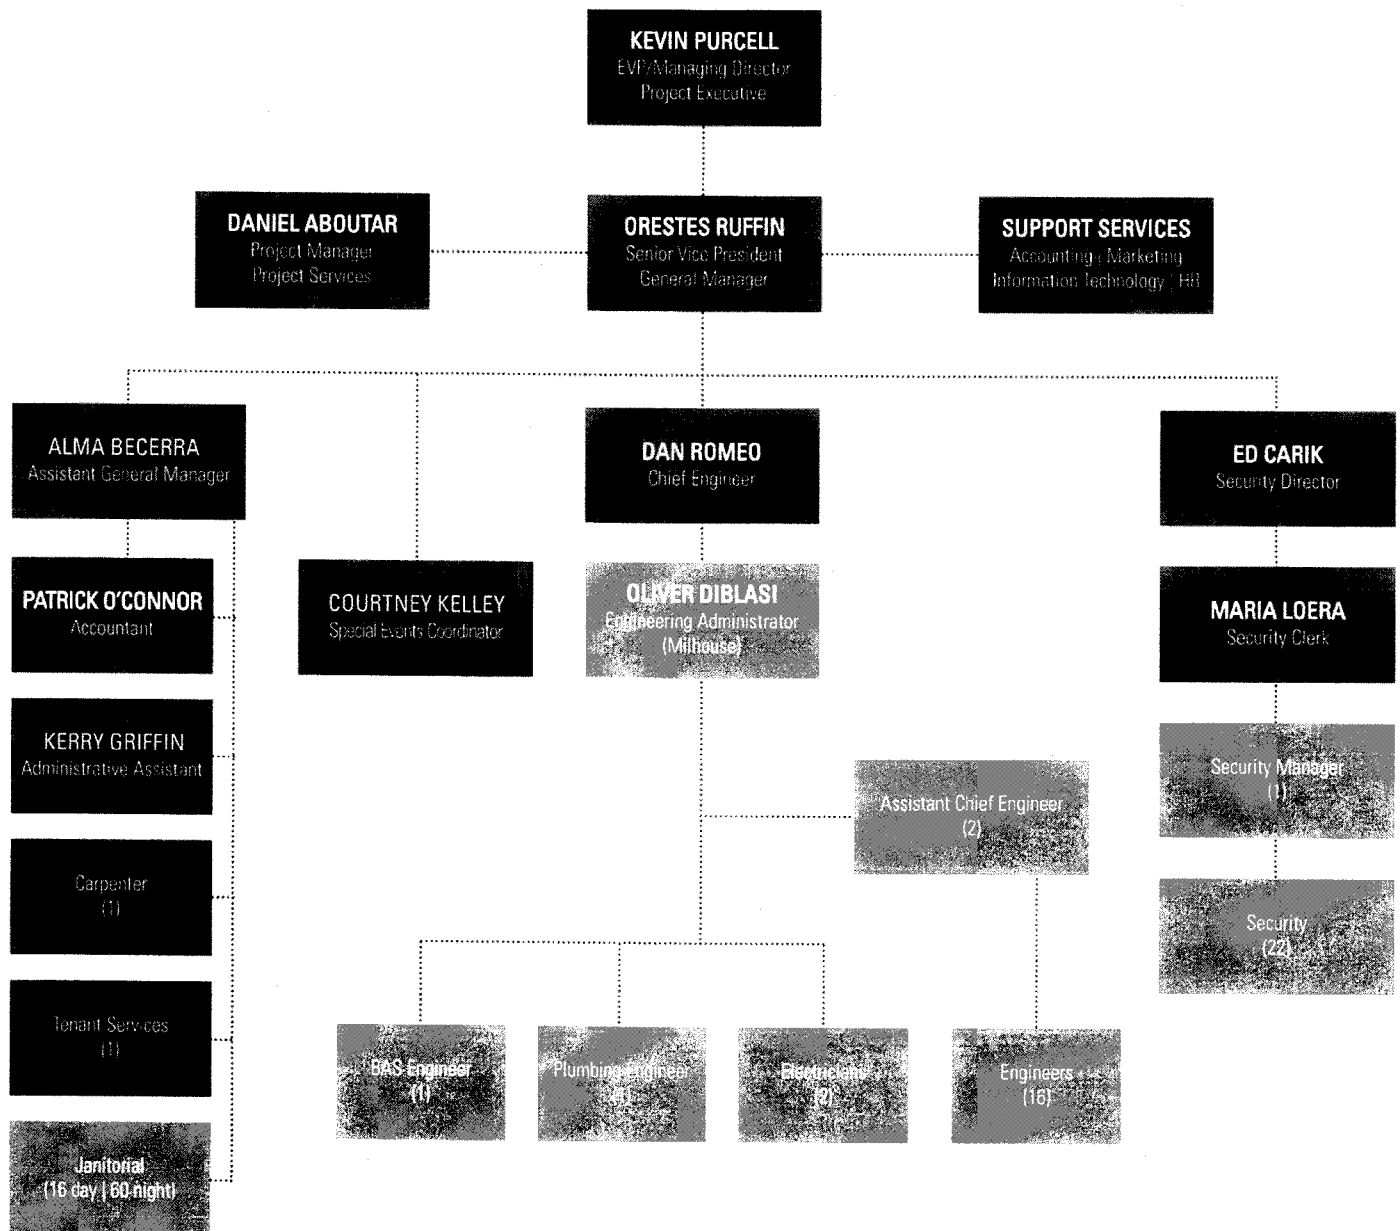 KEVIN PURCELL
EVP/Managing Director
Project Executive
DANIEL ABOUTAR
Project Manager
Project Services
ORESTES RUFFIN
Senior Vice President
General Manager
SUPPORT SERVICES
Accounting | Marketing
Information Technology | HR
ALMA BECERRA
Assistant General Manager
DAN ROMEO
Chief Engineer
ED CARIK
Security Director
PATRICK O'CONNOR
Accountant
COURTNEY KELLEY
Special Events Coordinator
OLIVER DIBLASI
Engineering Administrator
(Milhouse)
MARIA LOERA
Security Clerk
KERRY GRIFFIN
Administrative Assistant
Security Manager
(1)
Assistant Chief Engineer
(2)
Carpenter
(1)
Security
(22)
Tenant Services
(1)
BAS Engineer
(1)
Plumbing Engineer
(1)
Electricians
(2)
Engineers
(16)
Janitorial
(16 day | 60 night)